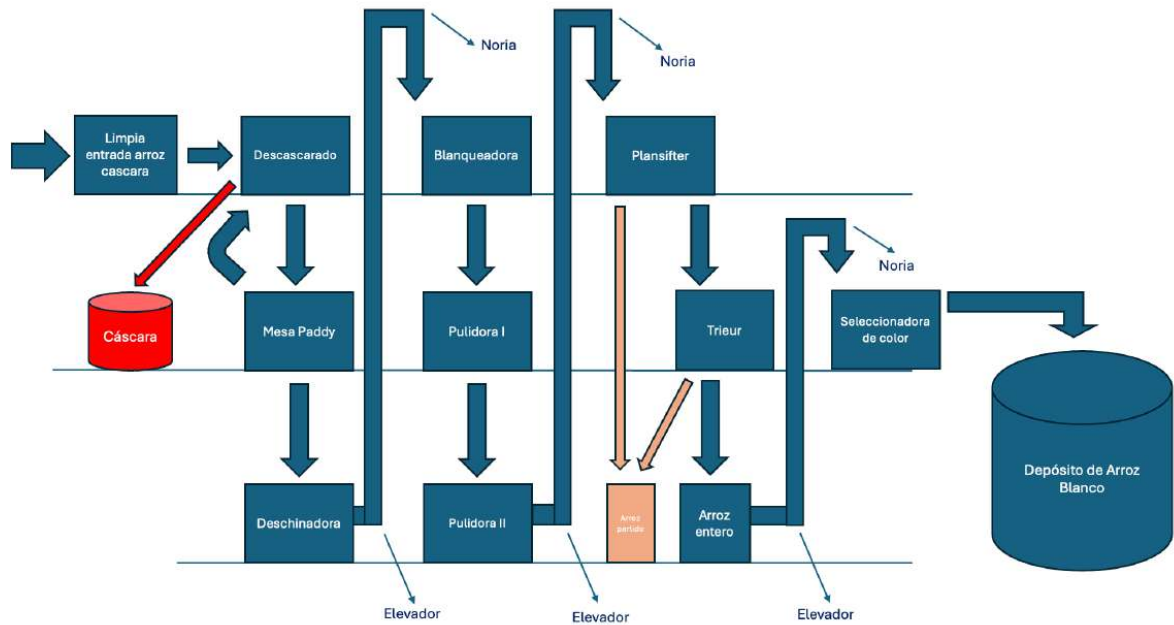 Noria
Noria
Limpia
entrada arroz
cascara
Descascarado
Blanqueadora
Plansifter
Noria
Cáscara
Mesa Paddy
Pulidora I
Trieur
Seleccionadora
de color
Depósito de Arroz
Blanco
Deschinadora
Pulidora II
Arroz
partido
Arroz
entero
Elevador
Elevador
Elevador